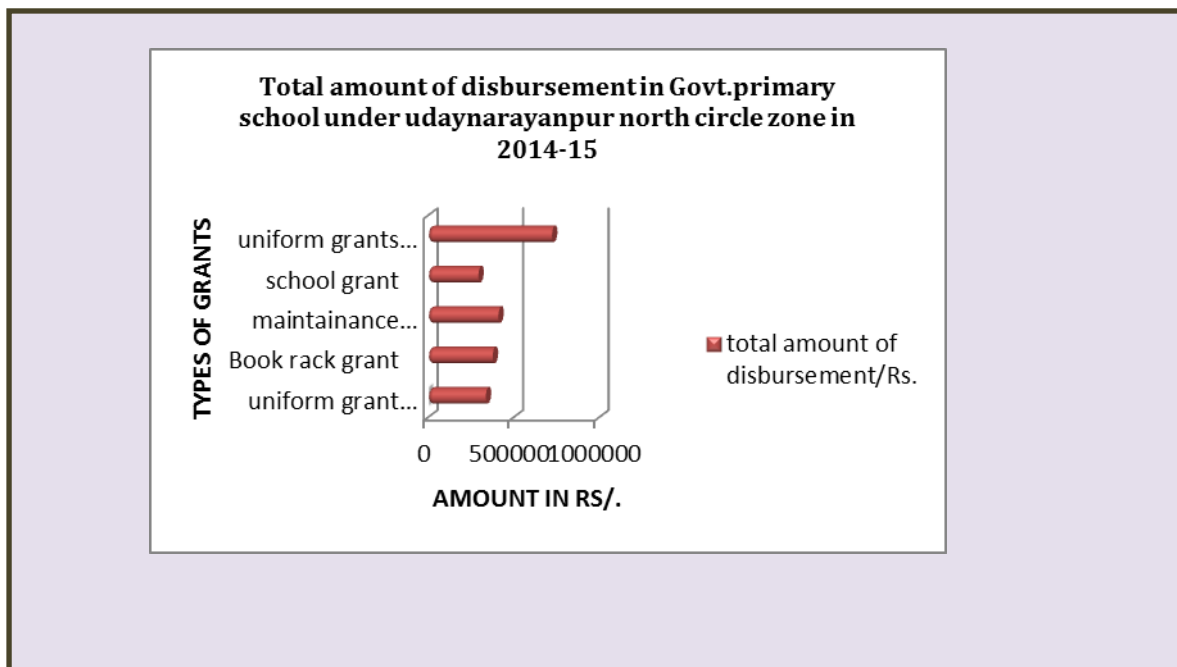 Total amount of disbursement in Govt.primary
school under udaynarayanpur north circle zone in
2014-15
TYPES OF GRANTS
uniform grants...
school grant
maintainance...
Book rack grant
uniform grant...
0 500000 1000000
AMOUNT IN RS/.
total amount of
disbursement/Rs.